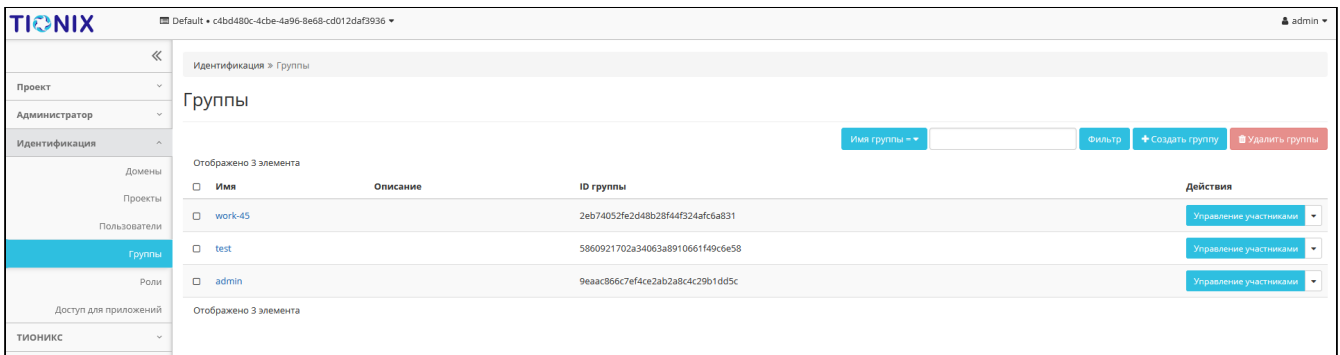 TIONIX
Default • c4bd480c-4cbe-4a96-8e68-cd012daf3936
admin
Идентификация » Группы
Проект
Группы
Администратор
Идентификация
Имя группы = Фильтр + Создать группу Удалить группы
Отображено 3 элемента
Домены
Имя Описание ID группы Действия
Проекты
work-45 2eb74052fe2d48b28f44f324afc6a831 Управление участниками
Пользователи
test 5860921702a34063a8910661f49c6e58 Управление участниками
Группы
Роли
admin 9eaac866c7ef4ce2ab2a8c4c29b1dd5c Управление участниками
Доступ для приложений
Отображено 3 элемента
ТИОНИКС